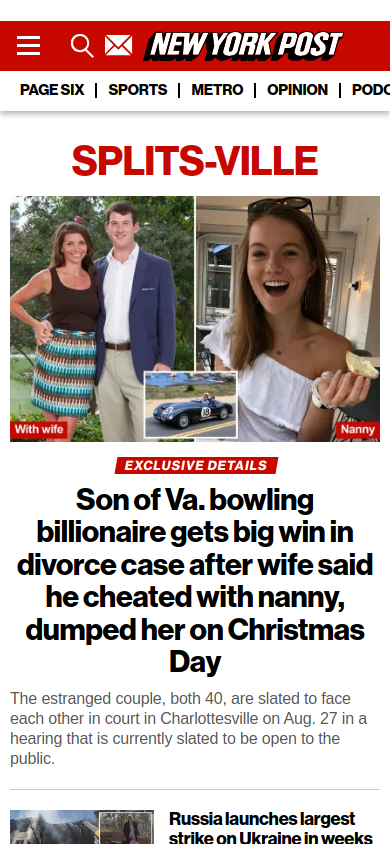 NEW YORK POST
PAGE SIX | SPORTS | METRO | OPINION | PODC
SPLITS-VILLE
18
With wife
Nanny
EXCLUSIVE DETAILS
Son of Va. bowling
billionaire gets big win in
divorce case after wife said
he cheated with nanny,
dumped her on Christmas
Day
The estranged couple, both 40, are slated to face
each other in court in Charlottesville on Aug. 27 in a
hearing that is currently slated to be open to the
public.
Russia launches largest
strike on Ukraine in weeks